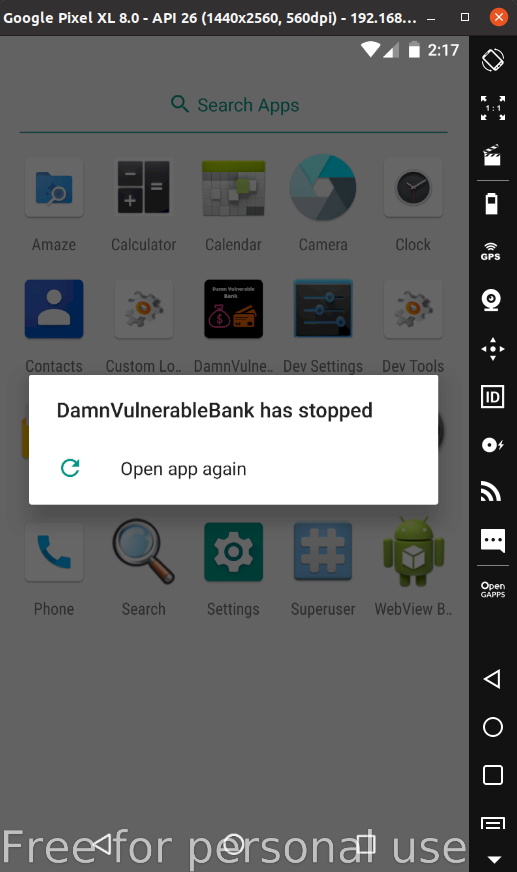 Google Pixel XL 8.0 - API 26 (1440x2560, 560dpi) - 192.168...
2:17
Search Apps
Amaze Calculator Calendar Camera Clock
Damn Vulnerable
Bank
Contacts Custom Lo.. DamnVulne.. Dev Settings Dev Tools
DamnVulnerableBank has stopped
Open app again
Phone Search Settings Superuser WebView B..
1:1
GPS
ID
Open
GAPPS
Free for personal use